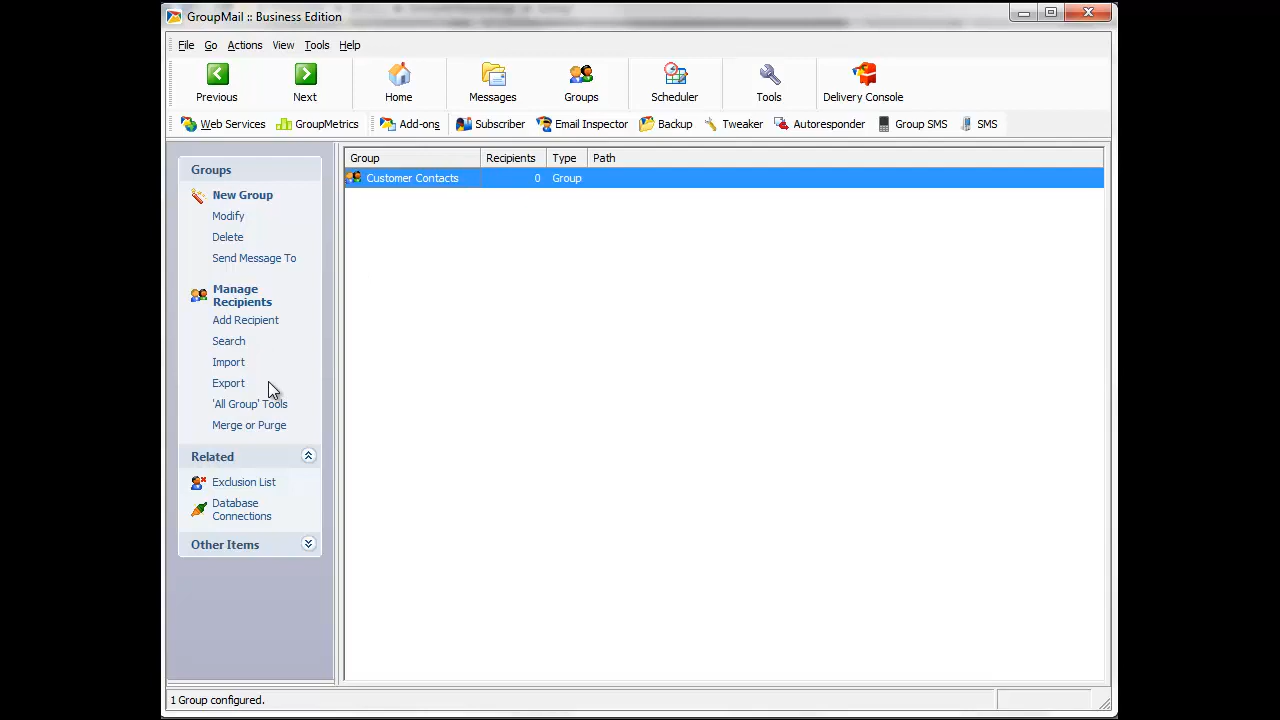 GroupMail :: Business Edition
File Go Actions View Tools Help
Previous Next Home Messages Groups Scheduler Tools Delivery Console
Web Services GroupMetrics Add-ons Subscriber Email Inspector Backup Tweaker Autoresponder Group SMS SMS
Groups
New Group
Modify
Delete
Send Message To
Manage
Recipients
Add Recipient
Search
Import
Export
'All Group' Tools
Merge or Purge
Related
Exclusion List
Database
Connections
Other Items
Group Recipients Type Path
Customer Contacts 0 Group
1 Group configured.